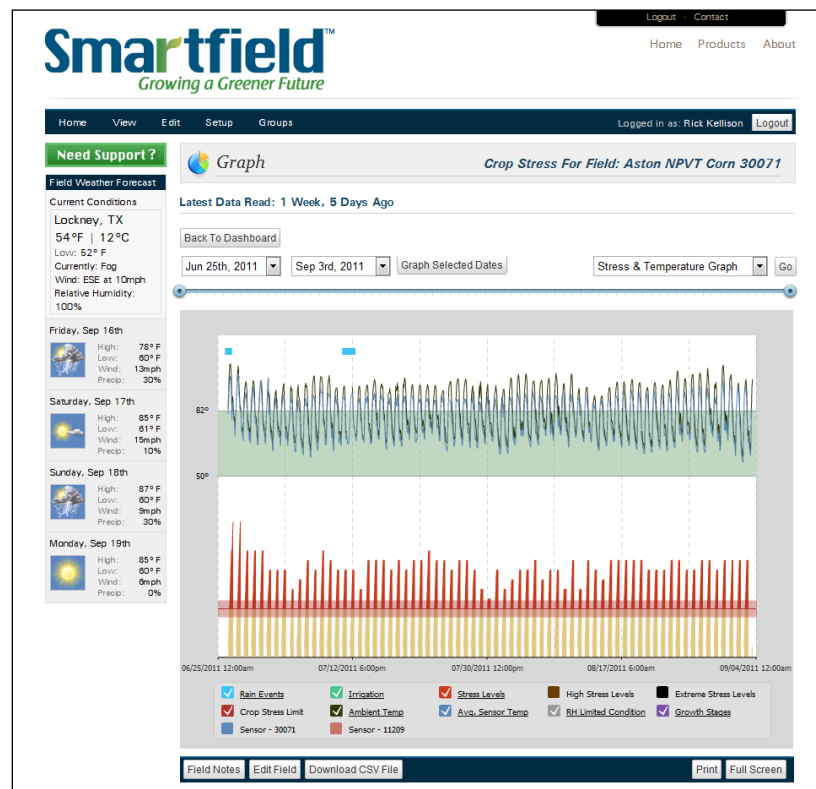 Logout · Contact
Smartfield™
Growing a Greener Future
Home Products About
Home View Edit Setup Groups Logged in as: Rick Kellison Logout
Need Support ?
Graph Crop Stress For Field: Aston NPVT Corn 30071
Field Weather Forecast
Current Conditions
Lockney, TX
54°F | 12°C
Low: 52° F
Currently: Fog
Wind: ESE at 10mph
Relative Humidity:
100%
Friday, Sep 16th
High: 78° F
Low: 60° F
Wind: 13mph
Precip: 30%
Saturday, Sep 17th
High: 85° F
Low: 61° F
Wind: 15mph
Precip: 10%
Sunday, Sep 18th
High: 87° F
Low: 60° F
Wind: 9mph
Precip: 30%
Monday, Sep 19th
High: 85° F
Low: 60° F
Wind: 6mph
Precip: 0%
Latest Data Read: 1 Week, 5 Days Ago
Back To Dashboard
Jun 25th, 2011 Sep 3rd, 2011 Graph Selected Dates Stress & Temperature Graph Go
82°
50°
06/25/2011 12:00am 07/12/2011 6:00pm 07/30/2011 12:00pm 08/17/2011 6:00am 09/04/2011 12:00am
Rain Events Irrigation Stress Levels High Stress Levels Extreme Stress Levels
Crop Stress Limit Ambient Temp Avg. Sensor Temp RH Limited Condition Growth Stages
Sensor - 30071 Sensor - 11209
Field Notes Edit Field Download CSV File Print Full Screen